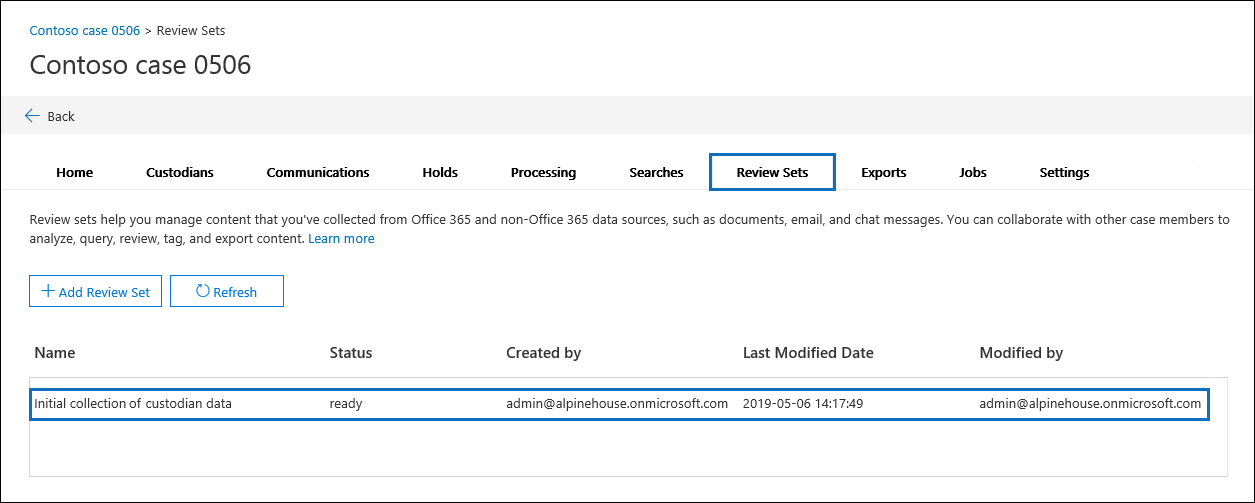 Contoso case 0506 > Review Sets
Contoso case 0506
Back
Home Custodians Communications Holds Processing Searches Review Sets Exports Jobs Settings
Review sets help you manage content that you've collected from Office 365 and non-Office 365 data sources, such as documents, email, and chat messages. You can collaborate with other case members to
analyze, query, review, tag, and export content. Learn more
Add Review Set Refresh
Name Status Created by Last Modified Date Modified by
Initial collection of custodian data ready admin@alpinehouse.onmicrosoft.com 2019-05-06 14:17:49 admin@alpinehouse.onmicrosoft.com